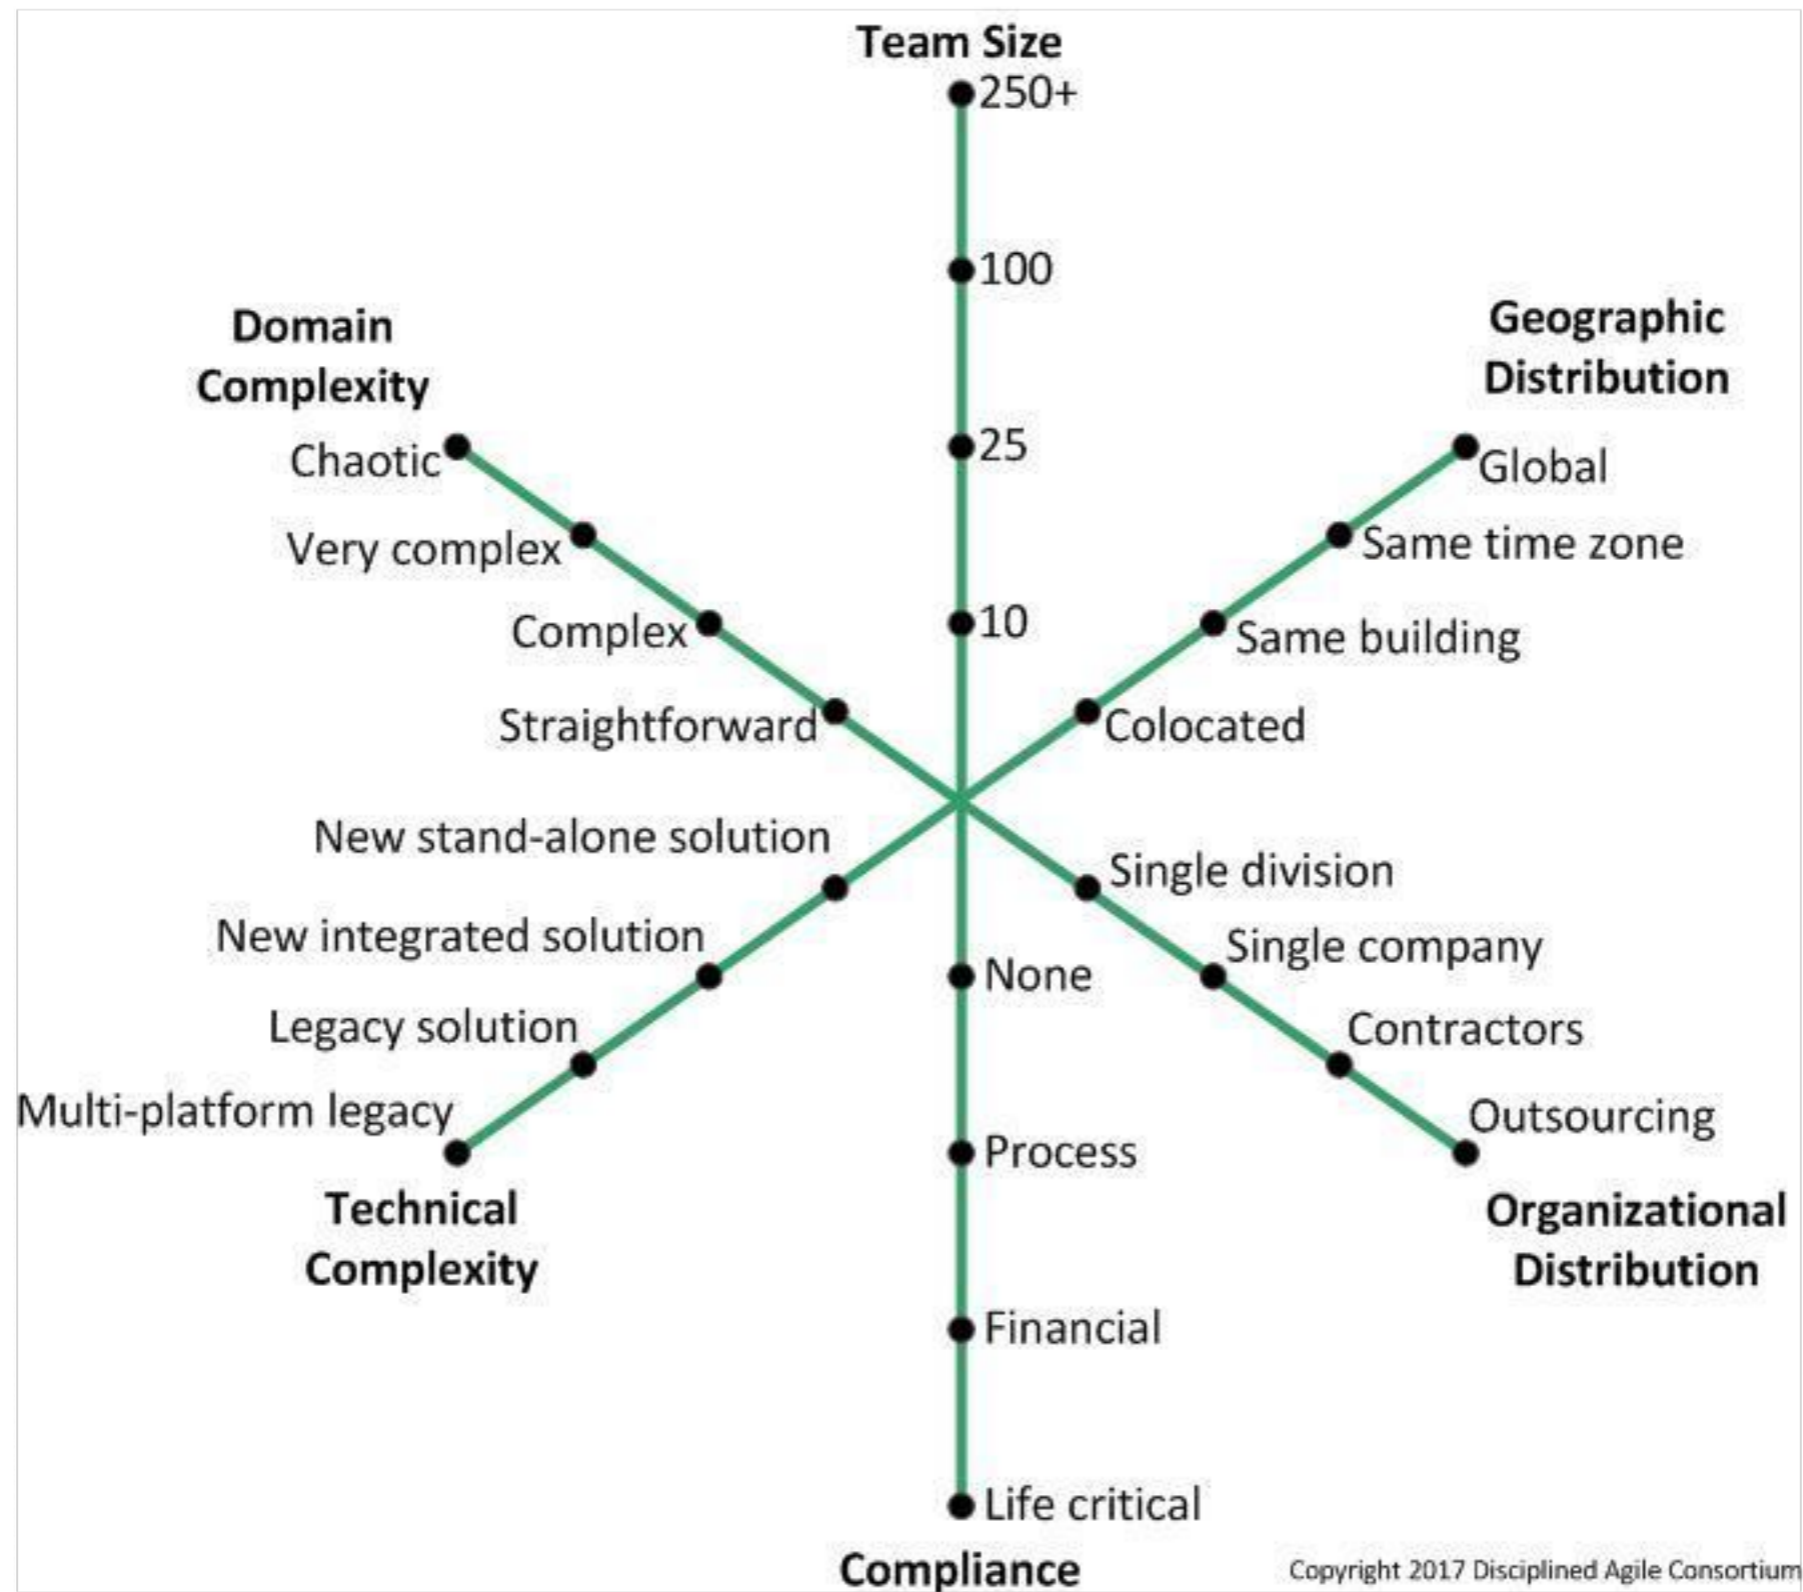 Team Size
250+
100
25
10
Domain
Complexity
Chaotic
Very complex
Complex
Straightforward
Geographic
Distribution
Global
Same time zone
Same building
Colocated
New stand-alone solution
New integrated solution
Legacy solution
Multi-platform legacy
Technical
Complexity
Single division
Single company
Contractors
Outsourcing
Organizational
Distribution
None
Process
Financial
Life critical
Compliance
Copyright 2017 Disciplined Agile Consortium